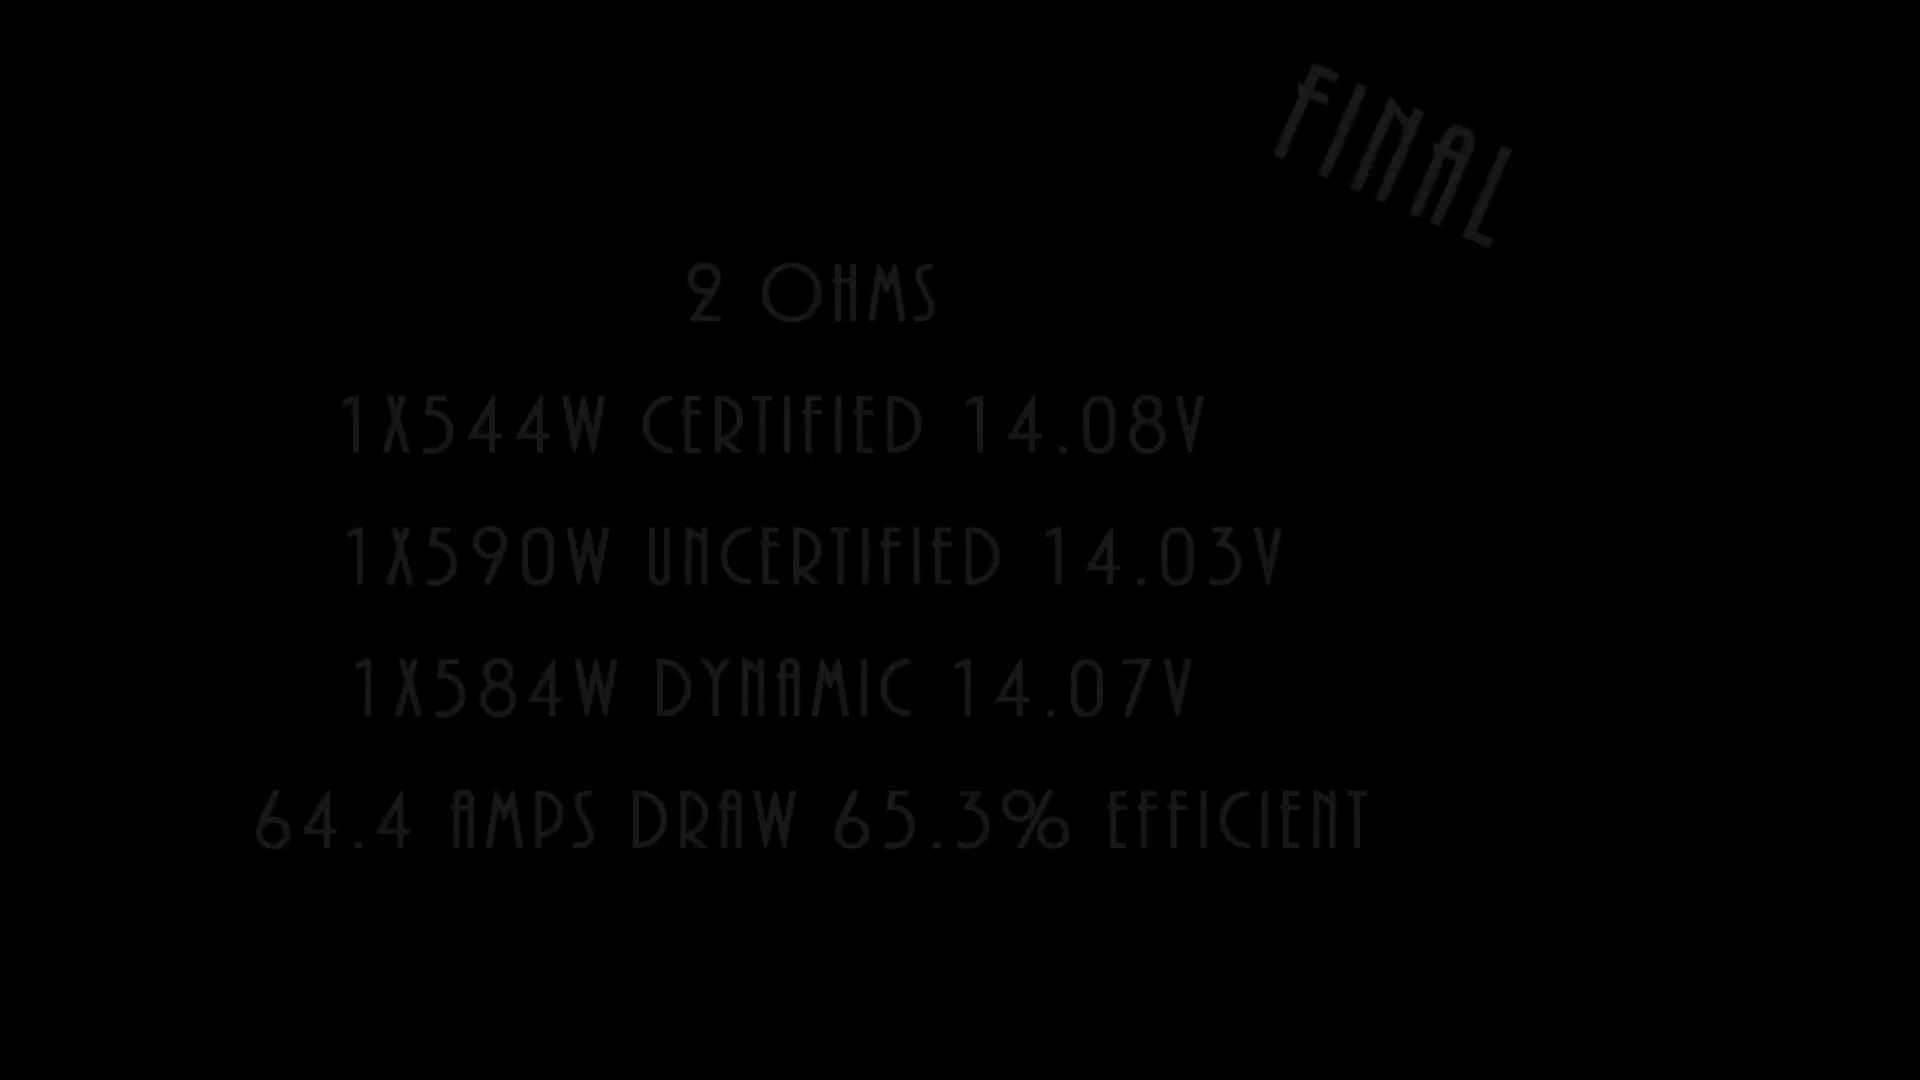 FINAL
2 OHMS
1X544W CERTIFIED 14.08V
1X590W UNCERTIFIED 14.03V
1X584W DYNAMIC 14.07V
64.4 AMPS DRAW 65.3% EFFICIENT